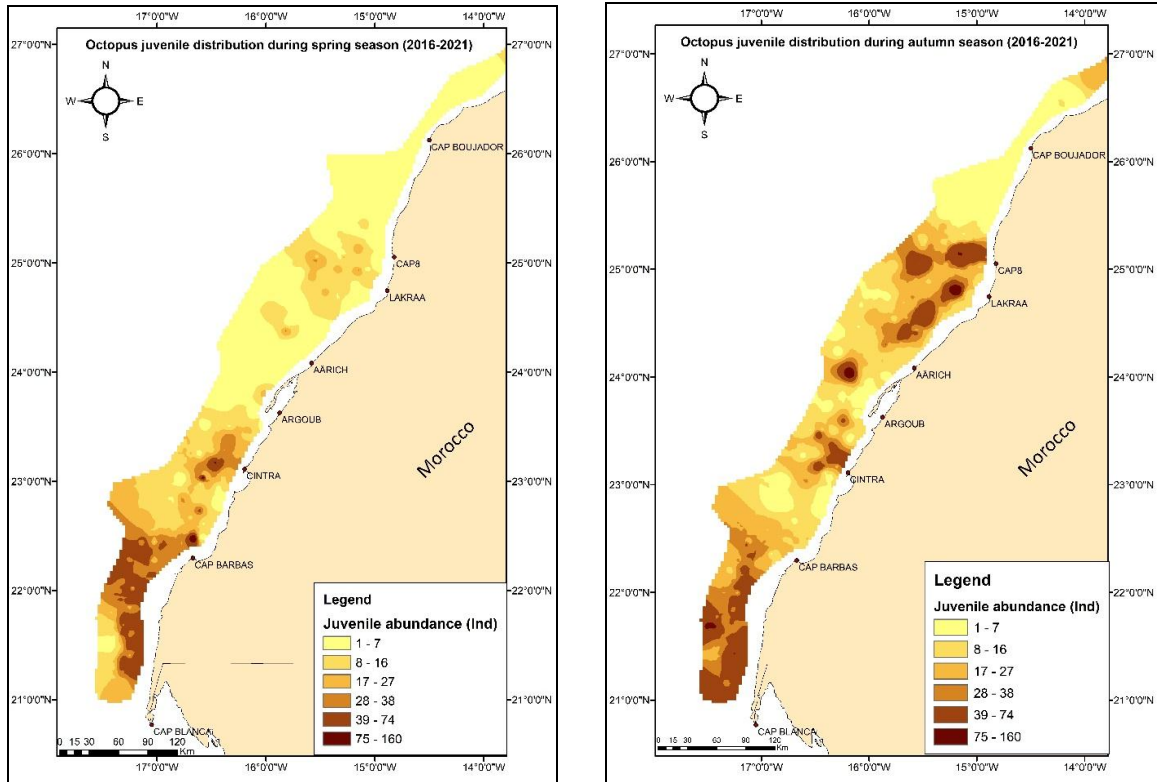 17°0'0"W 16°0'0"W 15°0'0"W 14°0'0"W
Octopus juvenile distribution during spring season (2016-2021)
27°0'0"N 27°0'0"N
N
W E
S
26°0'0"N 26°0'0"N
CAP BOUJADOR
25°0'0"N 25°0'0"N
CAP8
LAKRAA
24°0'0"N 24°0'0"N
AÄRICH
ARGOUB
Morocco
23°0'0"N 23°0'0"N
CINTRA
CAP BARBAS
22°0'0"N 22°0'0"N
21°0'0"N 21°0'0"N
CAP BLANCA
Legend
Juvenile abundance (Ind)
1 - 7
8 - 16
17 - 27
28 - 38
39 - 74
75 - 160
0 15 30 60 90 120
Km
17°0'0"W 16°0'0"W 15°0'0"W 14°0'0"W
17°0'0"W 16°0'0"W 15°0'0"W 14°0'0"W
Octopus juvenile distribution during autumn season (2016-2021)
27°0'0"N 27°0'0"N
N
W E
S
26°0'0"N 26°0'0"N
CAP BOUJADOR
25°0'0"N 25°0'0"N
CAP8
LAKRAA
24°0'0"N 24°0'0"N
AÄRICH
ARGOUB
Morocco
23°0'0"N 23°0'0"N
CINTRA
CAP BARBAS
22°0'0"N 22°0'0"N
21°0'0"N 21°0'0"N
CAP BLANCA
Legend
Juvenile abundance (Ind)
1 - 7
8 - 16
17 - 27
28 - 38
39 - 74
75 - 160
0 15 30 60 90 120
Km
17°0'0"W 16°0'0"W 15°0'0"W 14°0'0"W